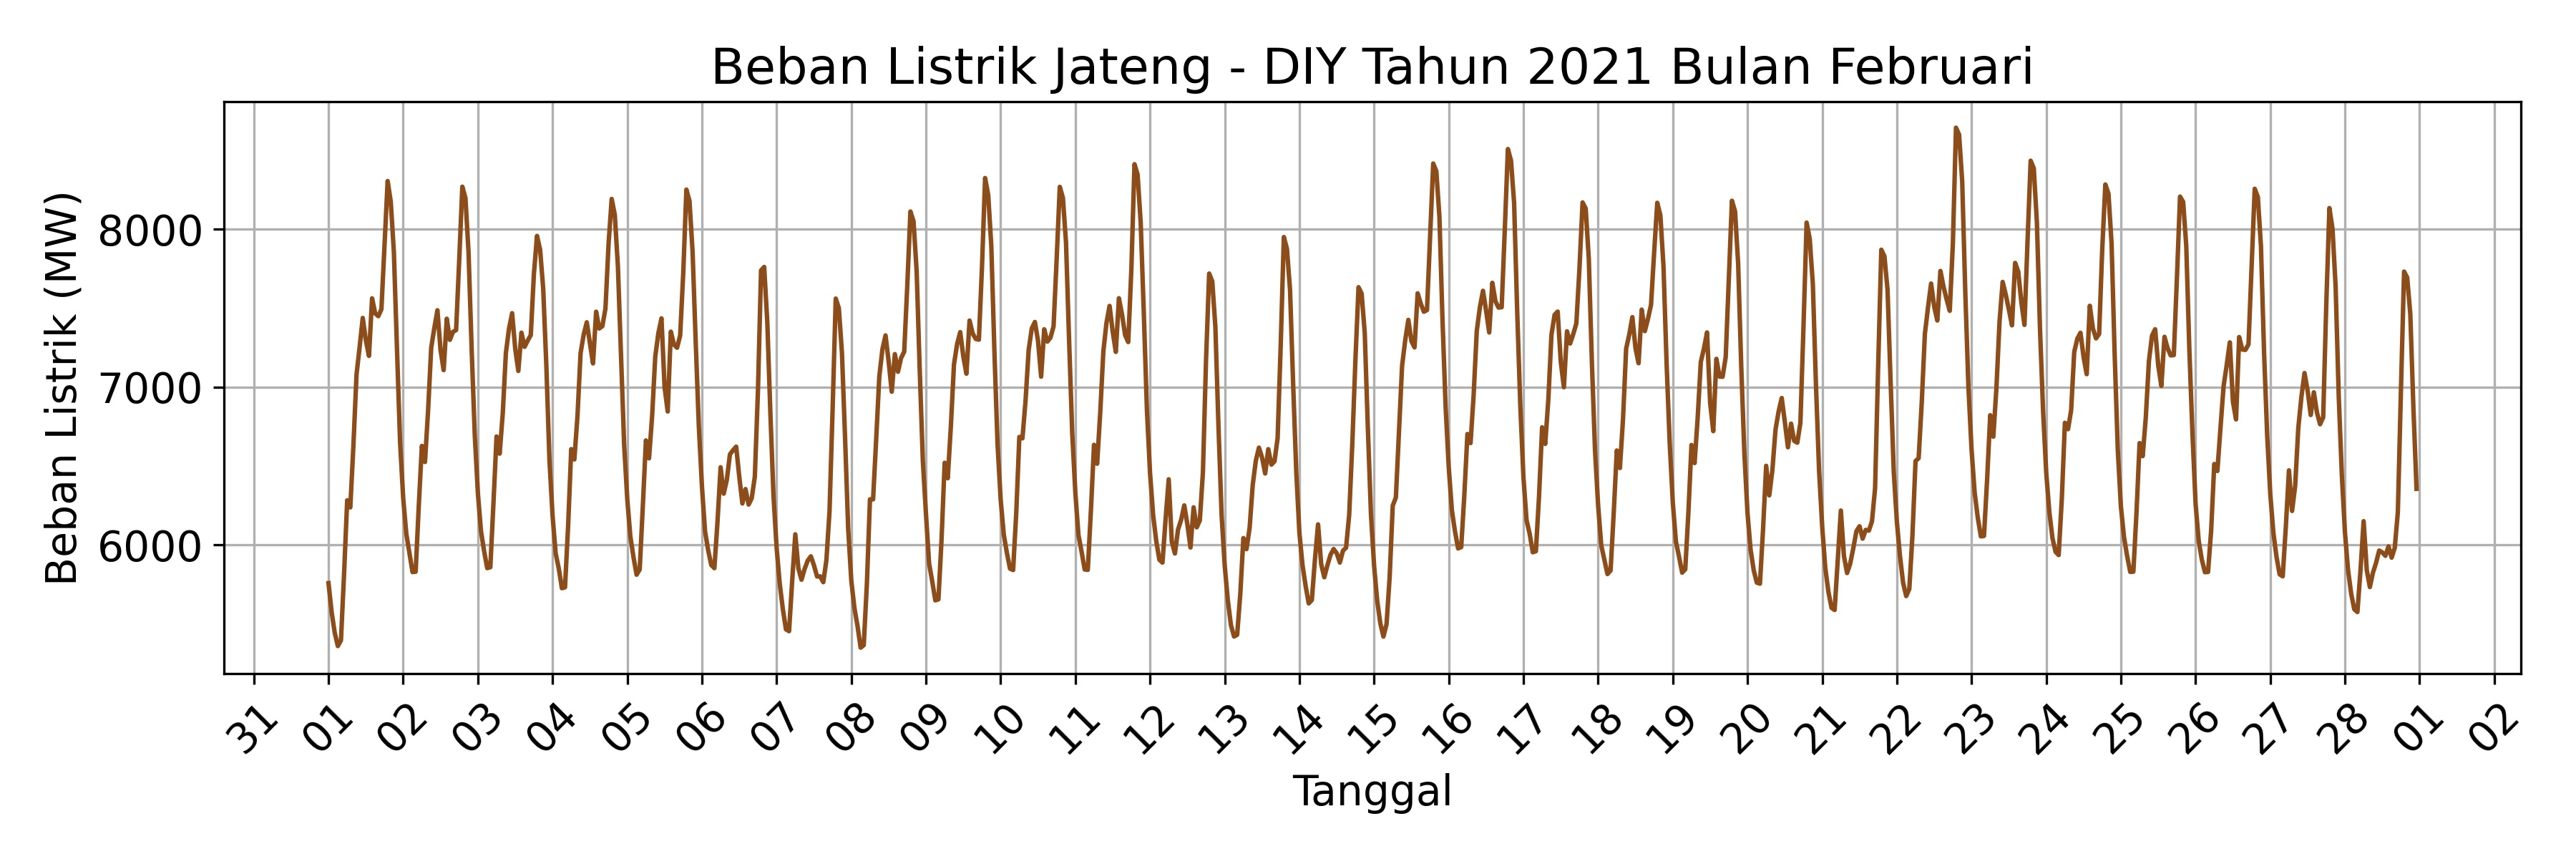 Beban Listrik Jateng - DIY Tahun 2021 Bulan Februari
Beban Listrik (MW)
8000
7000
6000
31 01 02 03 04 05 06 07 08 09 10 11 12 13 14 15 16 17 18 19 20 21 22 23 24 25 26 27 28 01 02
Tanggal